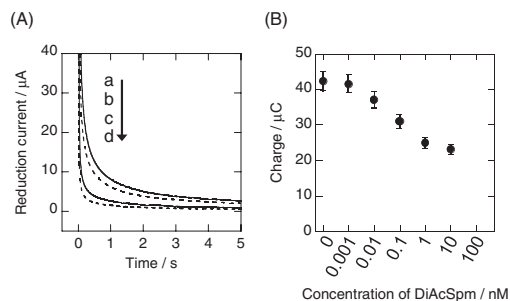 (A)
40
30
20
10
0
Reduction current / μA
a
b
c
d
0
1
2
3
4
5
Time / s
(B)
50
40
30
20
10
0
Charge / μC
0
0.001
0.01
0.1
1
10
100
Concentration of DiAcSpm / nM